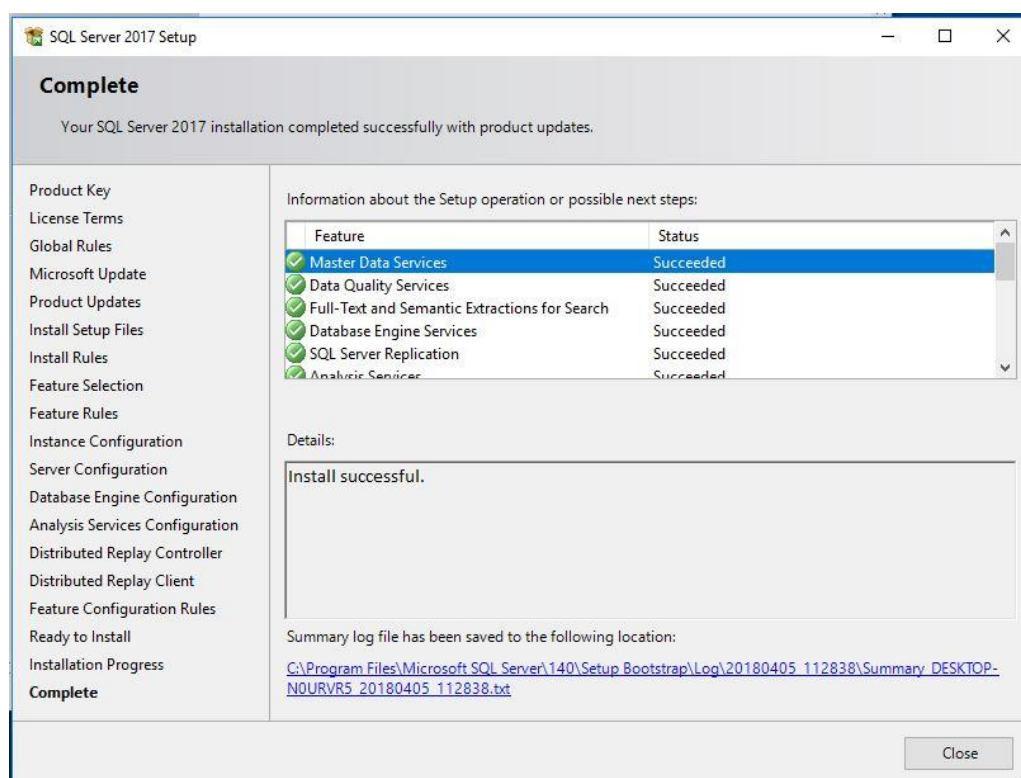 SQL Server 2017 Setup
Complete
Your SQL Server 2017 installation completed successfully with product updates.
Product Key
License Terms
Global Rules
Microsoft Update
Product Updates
Install Setup Files
Install Rules
Feature Selection
Feature Rules
Instance Configuration
Server Configuration
Database Engine Configuration
Analysis Services Configuration
Distributed Replay Controller
Distributed Replay Client
Feature Configuration Rules
Ready to Install
Installation Progress
Complete
Information about the Setup operation or possible next steps:
Feature Status
Master Data Services Succeeded
Data Quality Services Succeeded
Full-Text and Semantic Extractions for Search Succeeded
Database Engine Services Succeeded
SQL Server Replication Succeeded
Analysis Services Succeeded
Details:
Install successful.
Summary log file has been saved to the following location:
C:\Program Files\Microsoft SQL Server\140\Setup Bootstrap\Log\20180405_112838\Summary_DESKTOP-
N0URVR5_20180405_112838.txt
Close